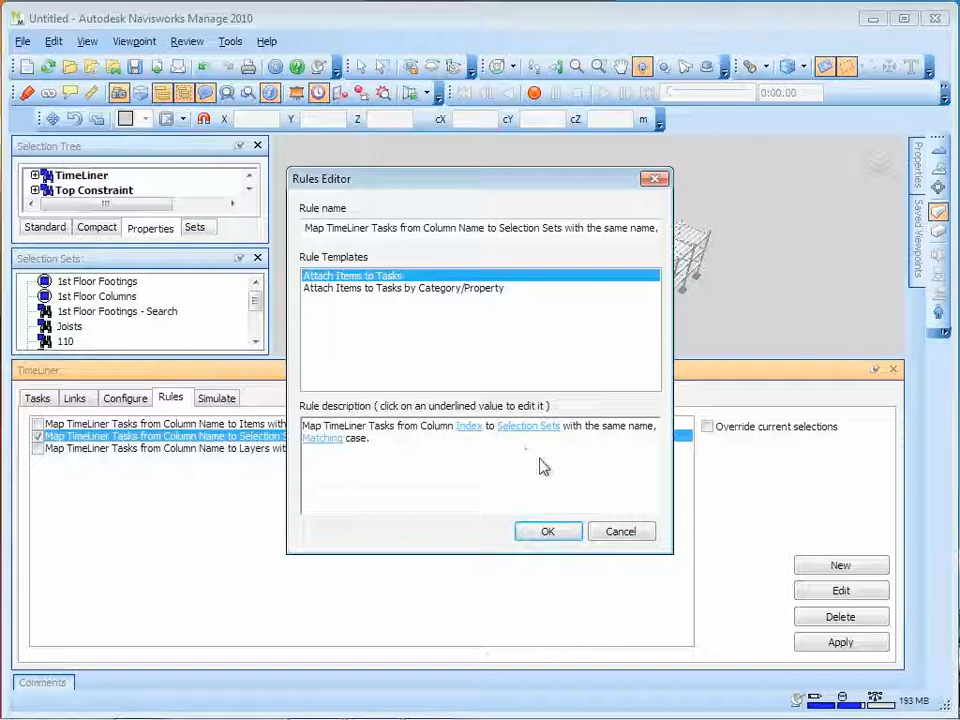 Untitled - Autodesk Navisworks Manage 2010
File Edit View Viewpoint Review Tools Help
0:00.00
X Y Z cX cY cZ m
Selection Tree
TimeLiner
Top Constraint
Standard Compact Properties Sets
Selection Sets
1st Floor Footings
1st Floor Columns
1st Floor Footings - Search
Joists
110
Properties
Saved Viewpoints
Rules Editor
Rule name
Map TimeLiner Tasks from Column Name to Selection Sets with the same name,
Rule Templates
Attach Items to Tasks
Attach Items to Tasks by Category/Property
Rule description ( click on an underlined value to edit it )
Map TimeLiner Tasks from Column Index to Selection Sets with the same name,
Matching case.
OK Cancel
TimeLiner
Tasks Links Configure Rules Simulate
Map TimeLiner Tasks from Column Name to Items with
Map TimeLiner Tasks from Column Name to Selection S
Map TimeLiner Tasks from Column Name to Layers with
Override current selections
New
Edit
Delete
Apply
Comments
193 MB